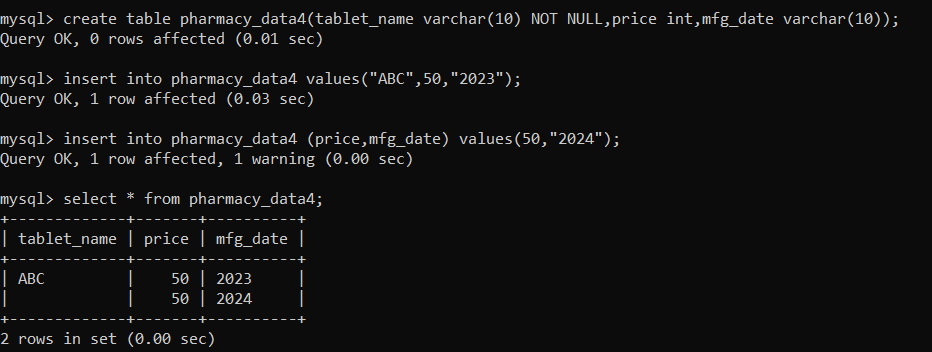 mysql> create table pharmacy_data4(tablet_name varchar(10) NOT NULL,price int,mfg_date varchar(10));
Query OK, 0 rows affected (0.01 sec)
mysql> insert into pharmacy_data4 values("ABC",50,"2023");
Query OK, 1 row affected (0.03 sec)
mysql> insert into pharmacy_data4 (price,mfg_date) values(50,"2024");
Query OK, 1 row affected, 1 warning (0.00 sec)
mysql> select * from pharmacy_data4;
+-------------+-------+----------+
| tablet_name | price | mfg_date |
+-------------+-------+----------+
| ABC         |    50 | 2023     |
|             |    50 | 2024     |
+-------------+-------+----------+
2 rows in set (0.00 sec)